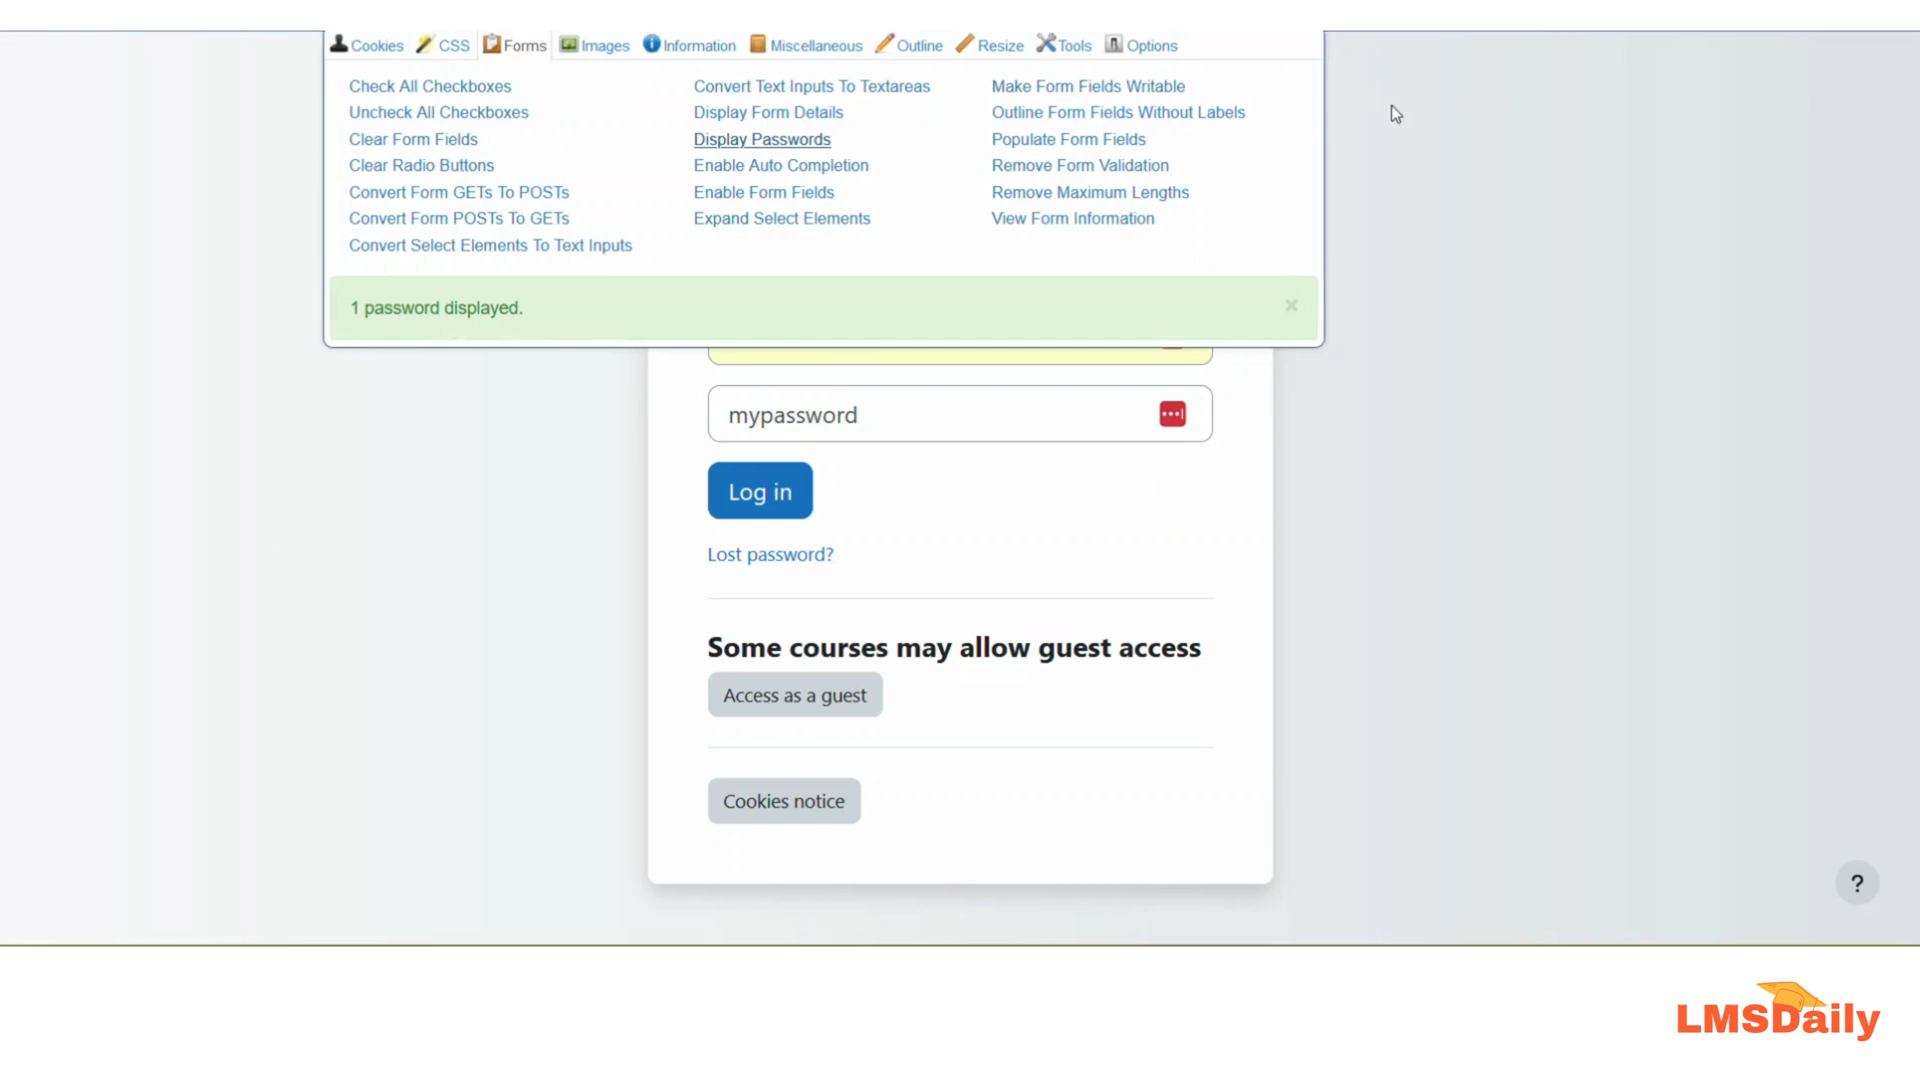 Cookies CSS Forms Images Information Miscellaneous Outline Resize Tools Options
Check All Checkboxes
Uncheck All Checkboxes
Clear Form Fields
Clear Radio Buttons
Convert Form GETs To POSTs
Convert Form POSTs To GETs
Convert Select Elements To Text Inputs
Convert Text Inputs To Textareas
Display Form Details
Display Passwords
Enable Auto Completion
Enable Form Fields
Expand Select Elements
Make Form Fields Writable
Outline Form Fields Without Labels
Populate Form Fields
Remove Form Validation
Remove Maximum Lengths
View Form Information
1 password displayed.
×
mypassword
Log in
Lost password?
Some courses may allow guest access
Access as a guest
Cookies notice
?
LMSDaily